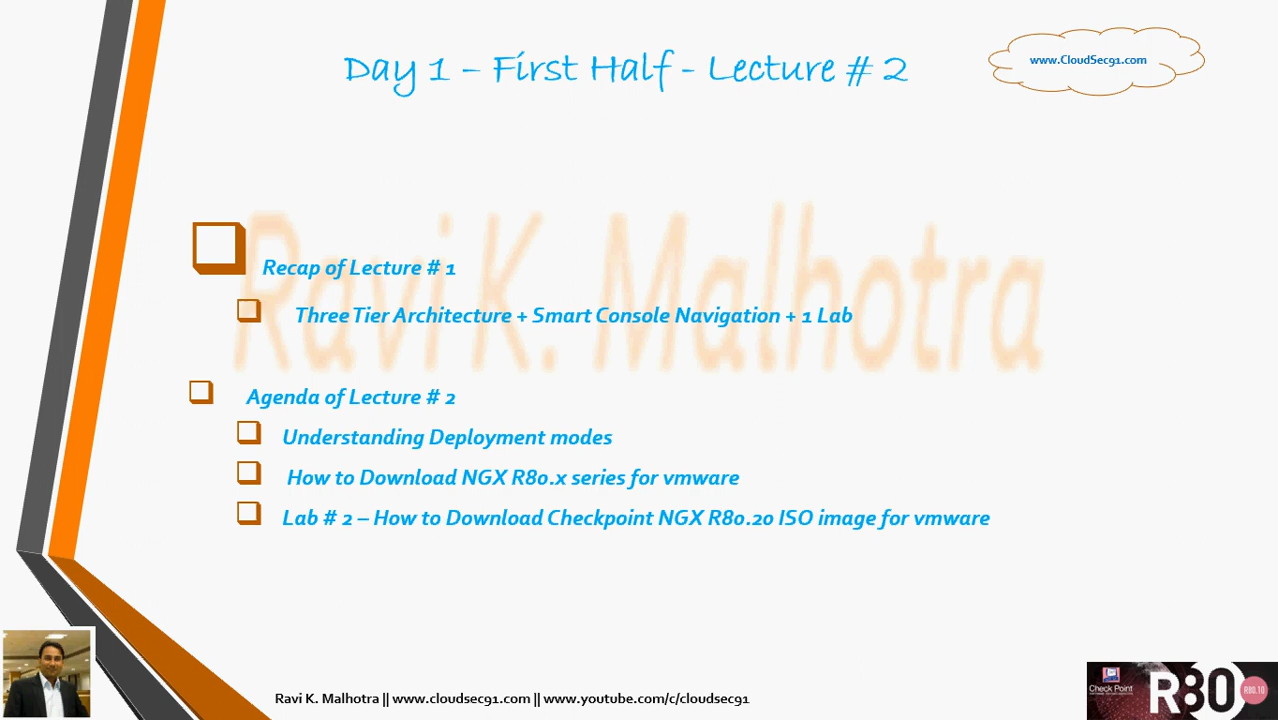 Day 1 – First Half - Lecture # 2
www.CloudSec91.com
Ravi K. Malhotra
Recap of Lecture # 1
Three Tier Architecture + Smart Console Navigation + 1 Lab
Agenda of Lecture # 2
Understanding Deployment modes
How to Download NGX R80.x series for vmware
Lab # 2 – How to Download Checkpoint NGX R80.20 ISO image for vmware
Ravi K. Malhotra || www.cloudsec91.com || www.youtube.com/c/cloudsec91
Check Point
R80
R80.10